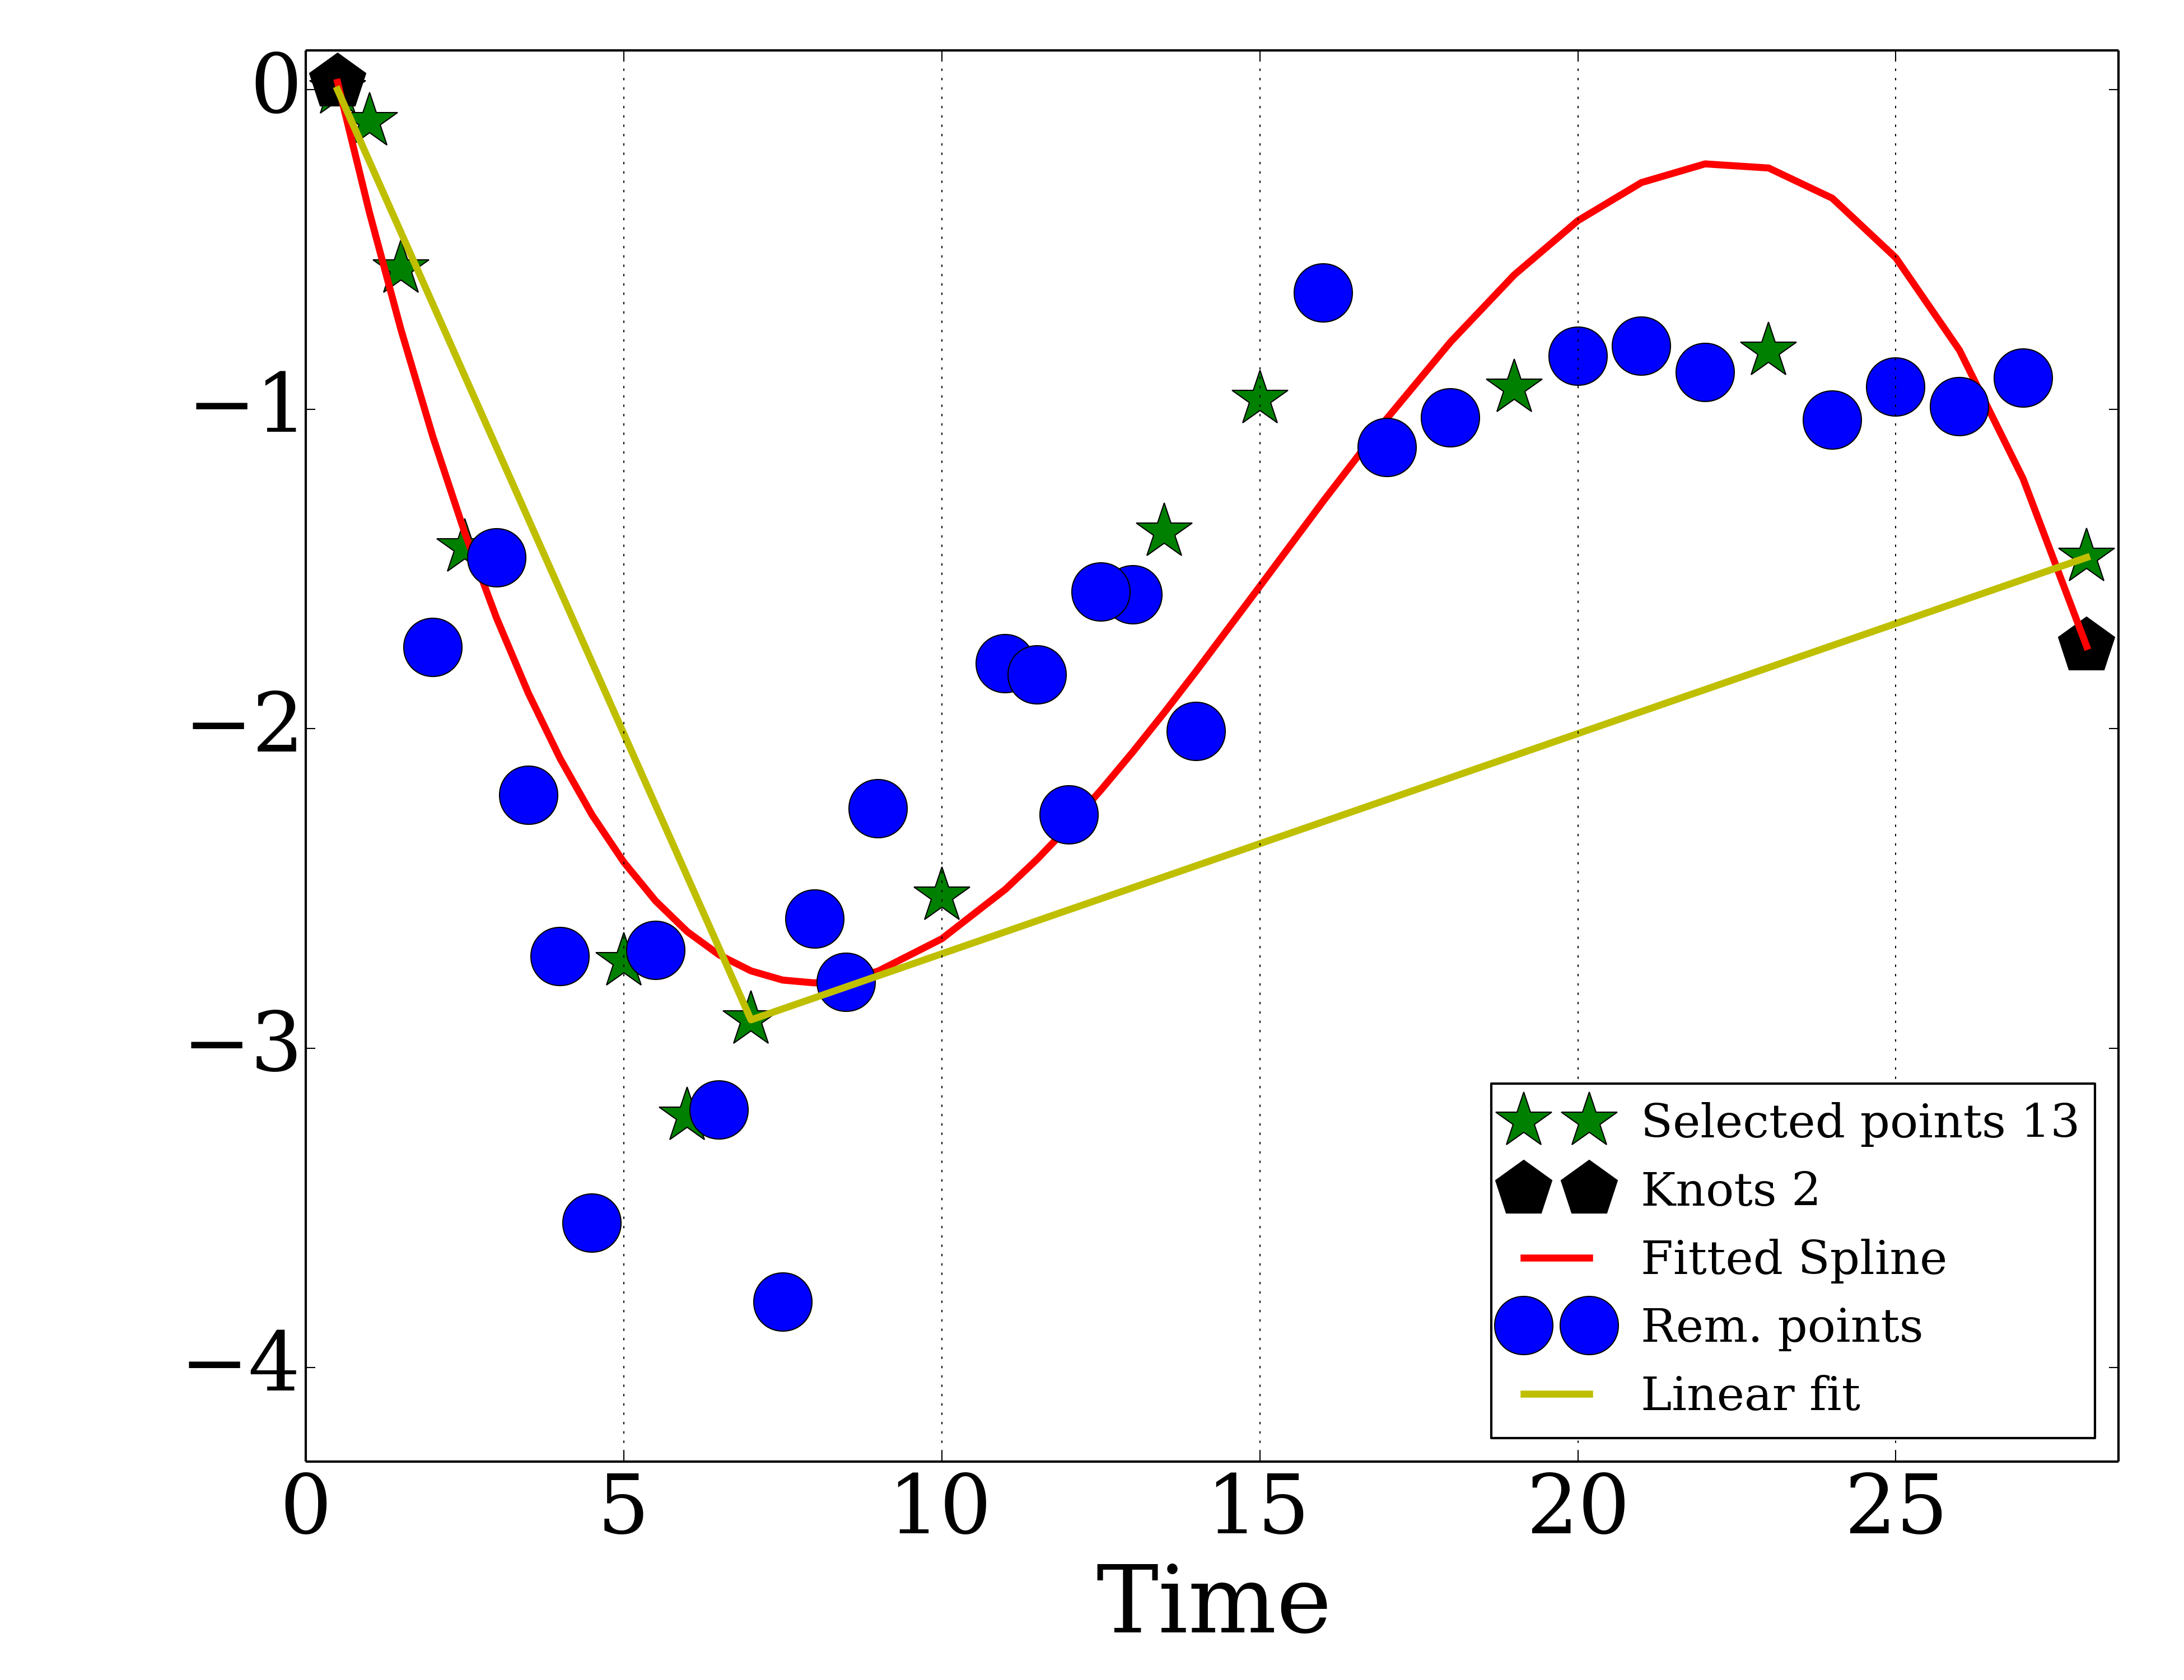 0
−1
−2
−3
−4
0 5 10 15 20 25
Time
Selected points 13
Knots 2
Fitted Spline
Rem. points
Linear fit